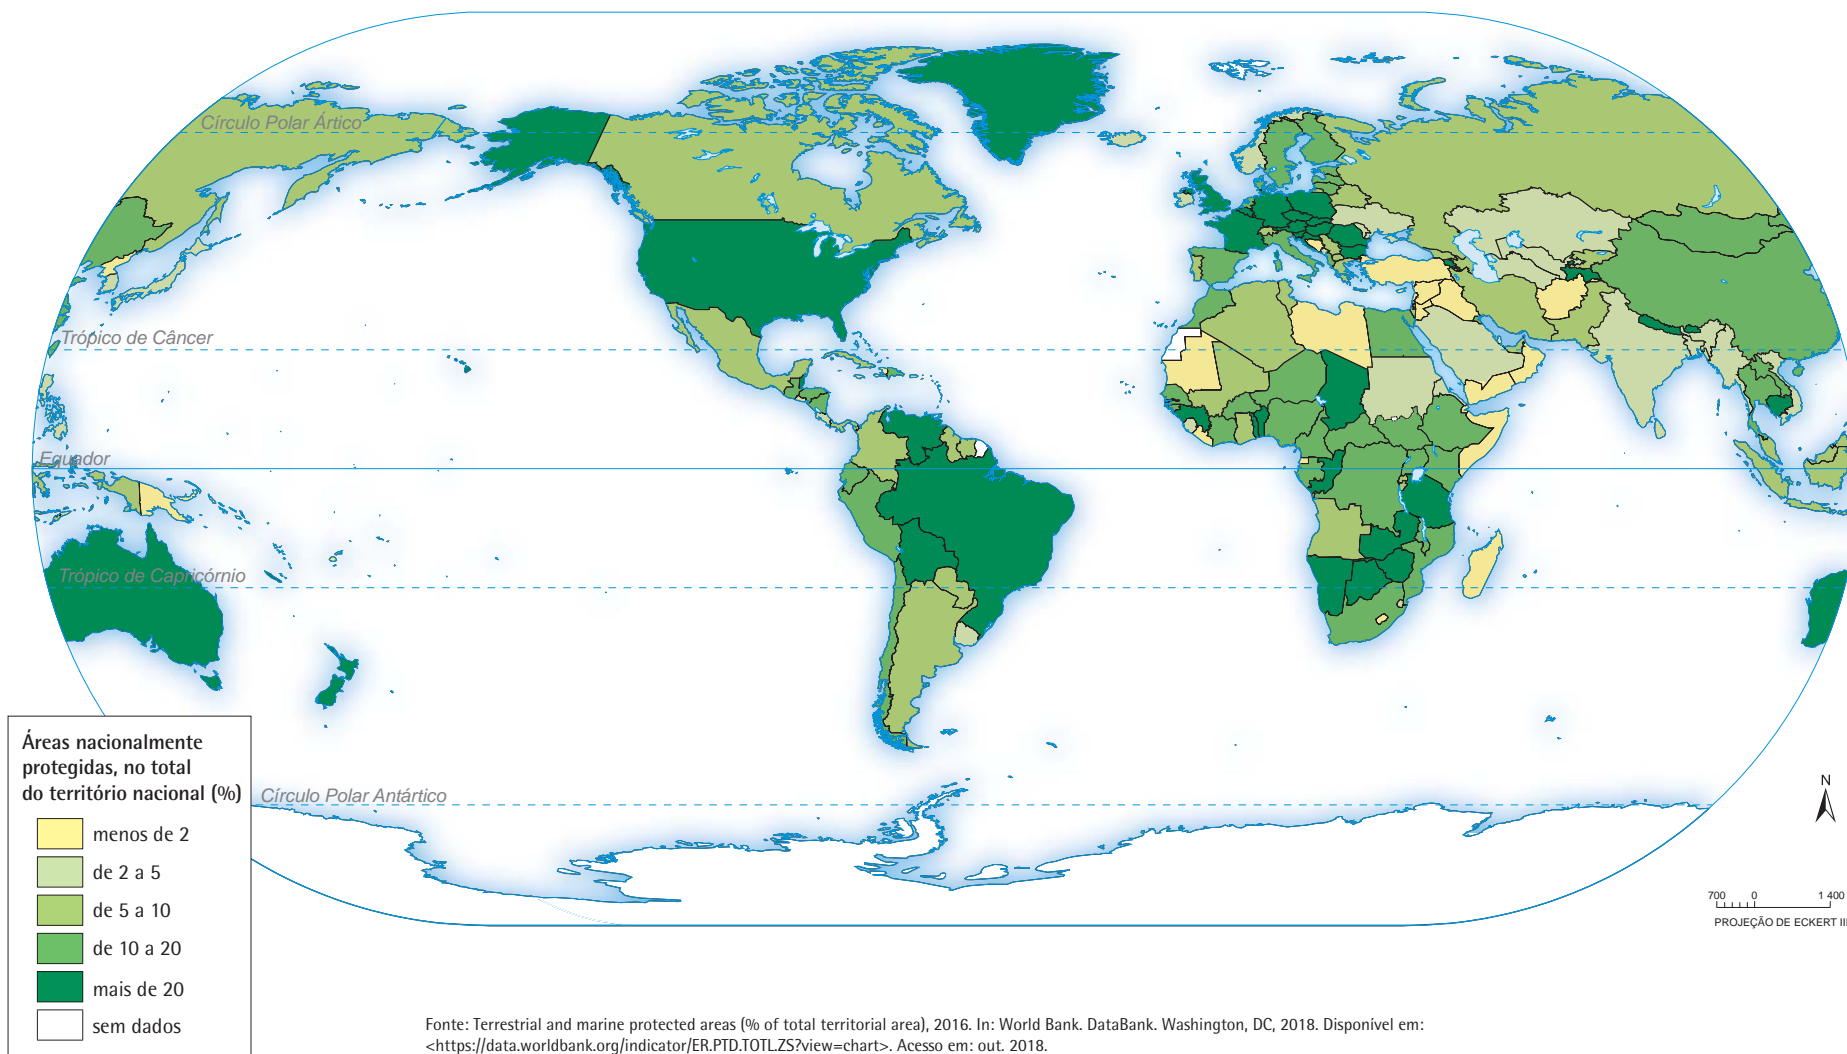 Círculo Polar Ártico
Trópico de Câncer
Equador
Trópico de Capricórnio
Círculo Polar Antártico
Áreas nacionalmente
protegidas, no total
do território nacional (%)
menos de 2
de 2 a 5
de 5 a 10
de 10 a 20
mais de 20
sem dados
N
700 0 1 400
PROJEÇÃO DE ECKERT III
Fonte: Terrestrial and marine protected areas (% of total territorial area), 2016. In: World Bank. DataBank. Washington, DC, 2018. Disponível em:
<https://data.worldbank.org/indicator/ER.PTD.TOTL.ZS?view=chart>. Acesso em: out. 2018.